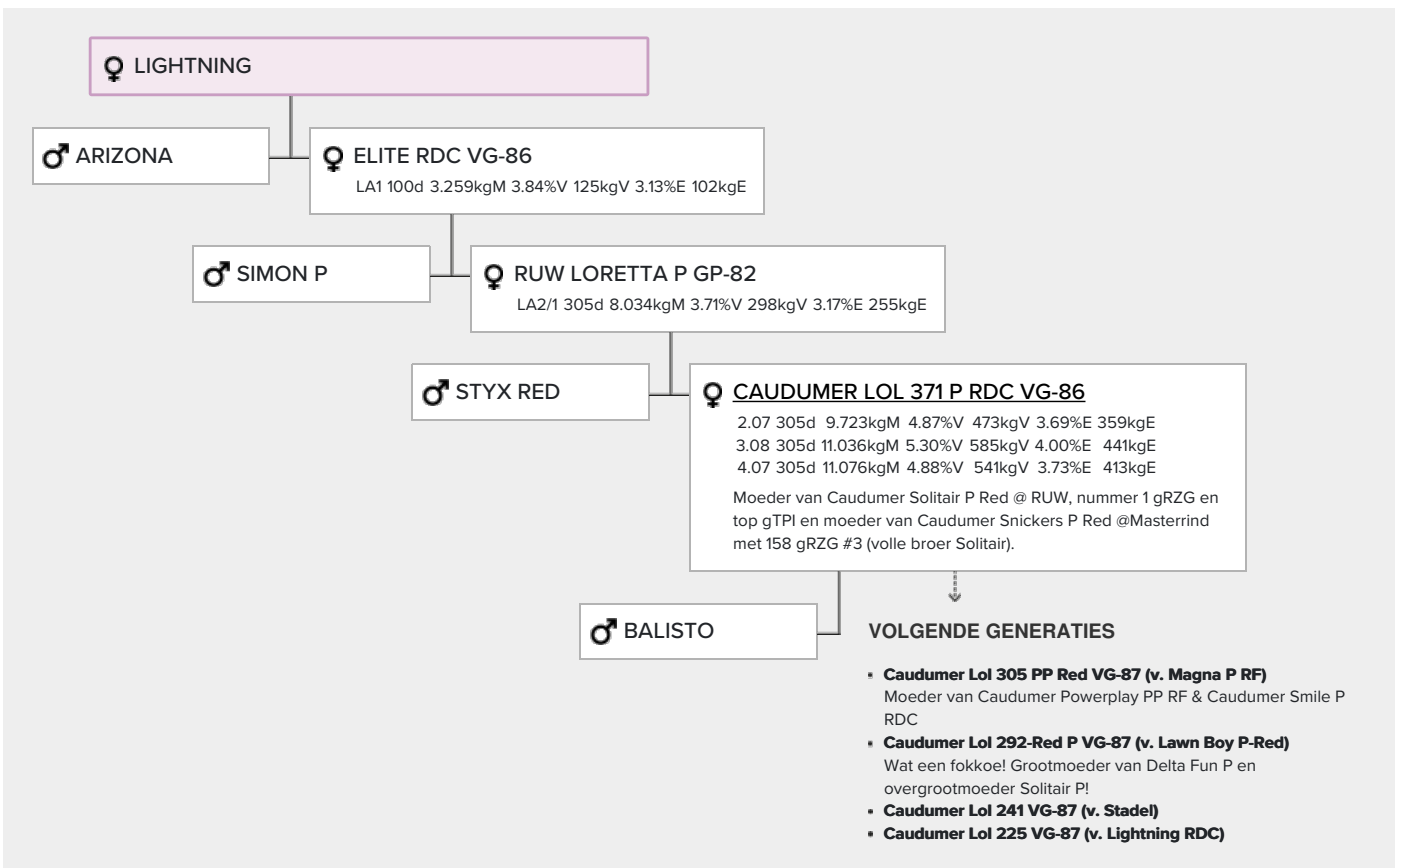 LIGHTNING
ARIZONA
ELITE RDC VG-86
LA1 100d 3.259kgM 3.84%V 125kgV 3.13%E 102kgE
SIMON P
RUW LORETTA P GP-82
LA2/1 305d 8.034kgM 3.71%V 298kgV 3.17%E 255kgE
STYX RED
CAUDUMER LOL 371 P RDC VG-86
2.07 305d 9.723kgM 4.87%V 473kgV 3.69%E 359kgE
3.08 305d 11.036kgM 5.30%V 585kgV 4.00%E 441kgE
4.07 305d 11.076kgM 4.88%V 541kgV 3.73%E 413kgE
Moeder van Caudumer Solitair P Red @ RUW, nummer 1 gRZG en
top gTPI en moeder van Caudumer Snickers P Red @Masterrind
met 158 gRZG #3 (volle broer Solitair).
BALISTO
VOLGENDE GENERATIES
Caudumer Lol 305 PP Red VG-87 (v. Magna P RF)
Moeder van Caudumer Powerplay PP RF & Caudumer Smile P
RDC
Caudumer Lol 292-Red P VG-87 (v. Lawn Boy P-Red)
Wat een fokkoe! Grootmoeder van Delta Fun P en
overgrootmoeder Solitair P!
Caudumer Lol 241 VG-87 (v. Stadel)
Caudumer Lol 225 VG-87 (v. Lightning RDC)